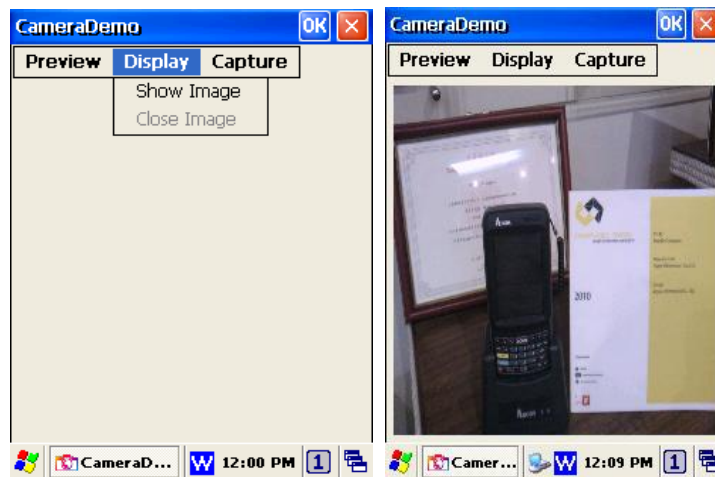 CameraDemo OK
Preview Display Capture
Show Image
Close Image
CameraD... W 12:00 PM 1
CameraDemo OK
Preview Display Capture
2010
Camer... W 12:09 PM 1